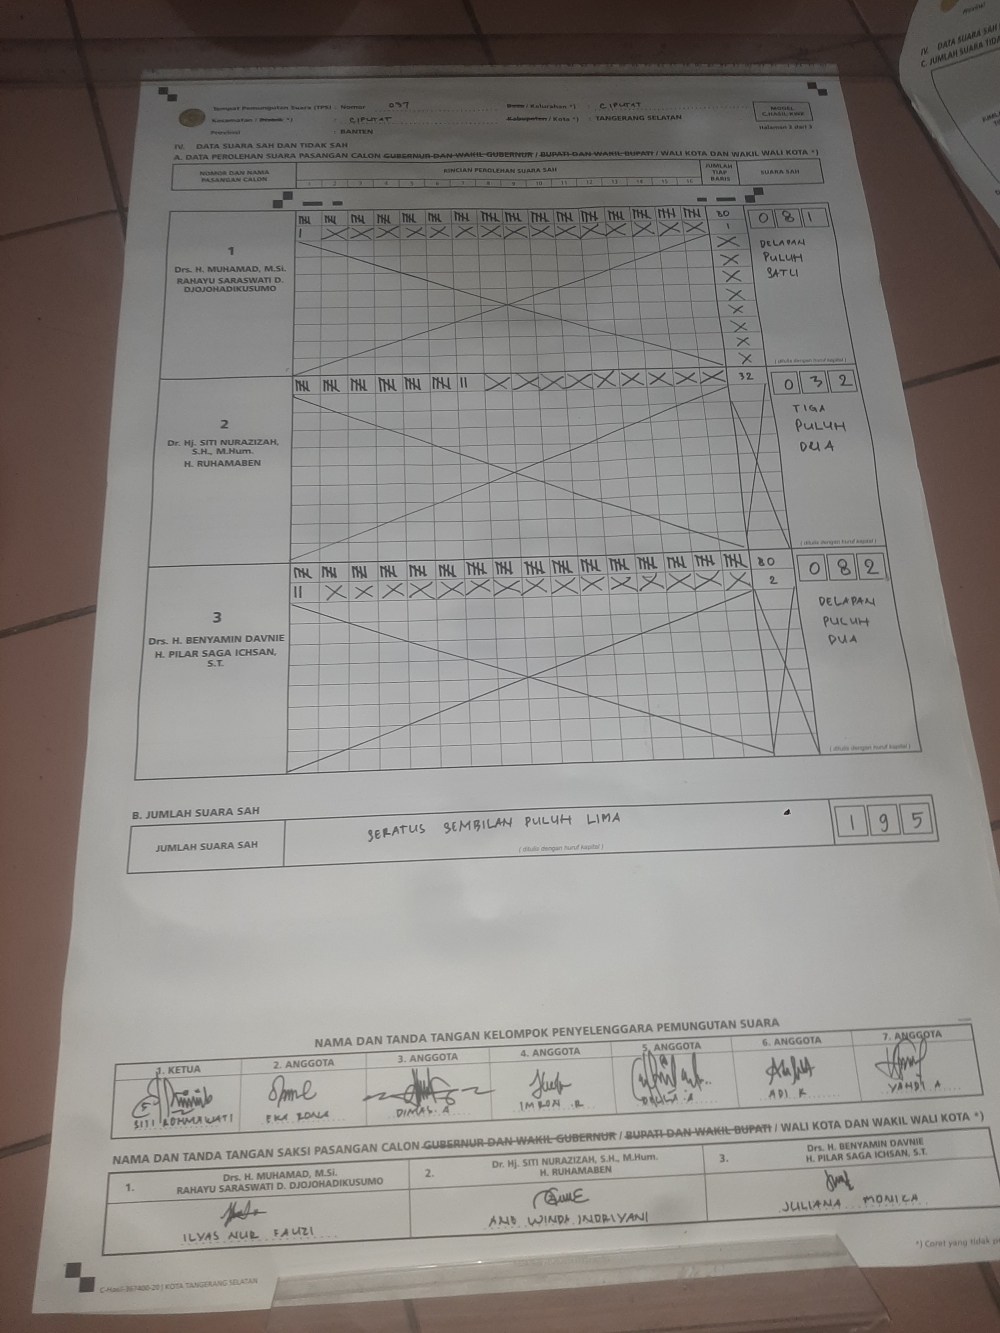 Tempat Pemungutan Suara (TPS) : Nomor 037 Desa / Kelurahan *) : CIPUTAT
Kecamatan / Distrik *) : CIPUTAT Kabupaten / Kota *) : TANGERANG SELATAN
Provinsi : BANTEN
MODEL
C.HASIL-KWK
Halaman 3 dari 3
IV. DATA SUARA SAH DAN TIDAK SAH
A. DATA PEROLEHAN SUARA PASANGAN CALON GUBERNUR DAN WAKIL GUBERNUR / BUPATI DAN WAKIL BUPATI / WALI KOTA DAN WAKIL WALI KOTA *)
NOMOR DAN NAMA
PASANGAN CALON
RINCIAN PEROLEHAN SUARA SAH
1 2 3 4 5 6 7 8 9 10 11 12 13 14 15 16
JUMLAH
TIAP
BARIS
SUARA SAH
1
Drs. H. MUHAMAD, M.Si.
RAHAYU SARASWATI D.
DJOJOHADIKUSUMO
80
1
0 8 1
DELAPAN
PULUH
SATU
( ditulis dengan huruf kapital )
2
Dr. Hj. SITI NURAZIZAH,
S.H., M.Hum.
H. RUHAMABEN
32
0 3 2
TIGA
PULUH
DUA
( ditulis dengan huruf kapital )
3
Drs. H. BENYAMIN DAVNIE
H. PILAR SAGA ICHSAN,
S.T.
80
2
0 8 2
DELAPAN
PULUH
DUA
( ditulis dengan huruf kapital )
B. JUMLAH SUARA SAH
JUMLAH SUARA SAH
SERATUS SEMBILAN PULUH LIMA
( ditulis dengan huruf kapital )
1 9 5
NAMA DAN TANDA TANGAN KELOMPOK PENYELENGGARA PEMUNGUTAN SUARA
1. KETUA 2. ANGGOTA 3. ANGGOTA 4. ANGGOTA 5. ANGGOTA 6. ANGGOTA 7. ANGGOTA
SITI ROHMAWATI DIMAS A IMRON R ADI K YANDI A
NAMA DAN TANDA TANGAN SAKSI PASANGAN CALON GUBERNUR DAN WAKIL GUBERNUR / BUPATI DAN WAKIL BUPATI / WALI KOTA DAN WAKIL WALI KOTA *)
1. Drs. H. MUHAMAD, M.Si.
RAHAYU SARASWATI D. DJOJOHADIKUSUMO
2. Dr. Hj. SITI NURAZIZAH, S.H., M.Hum.
H. RUHAMABEN
3. Drs. H. BENYAMIN DAVNIE
H. PILAR SAGA ICHSAN, S.T.
ILYAS NUR FAUZI
WINDA INDRIYANI
JULIANA MONICA
*) Coret yang tidak
C-Hasil-367400-20 | KOTA TANGERANG SELATAN
IV. DATA SUARA SAH
C. JUMLAH SUARA TIDA